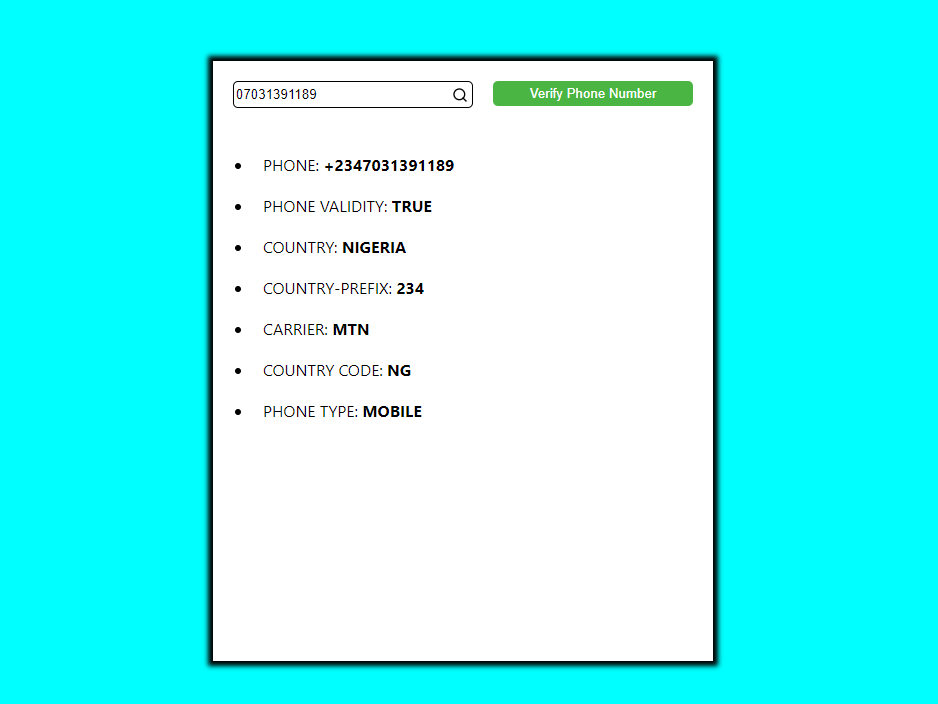 07031391189
Verify Phone Number
PHONE: +2347031391189
PHONE VALIDITY: TRUE
COUNTRY: NIGERIA
COUNTRY-PREFIX: 234
CARRIER: MTN
COUNTRY CODE: NG
PHONE TYPE: MOBILE